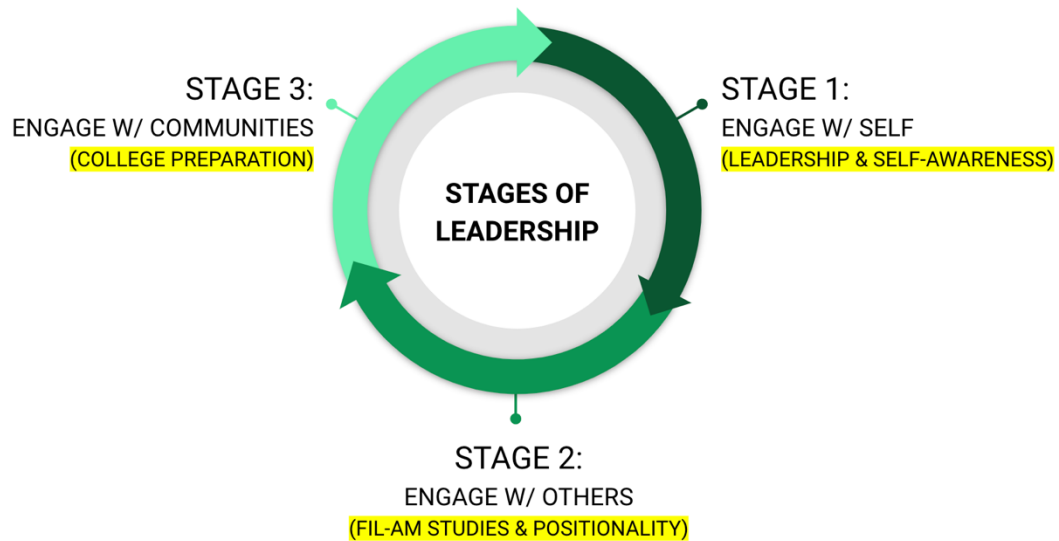 STAGES OF
LEADERSHIP
STAGE 1:
ENGAGE W/ SELF
(LEADERSHIP & SELF-AWARENESS)
STAGE 2:
ENGAGE W/ OTHERS
(FIL-AM STUDIES & POSITIONALITY)
STAGE 3:
ENGAGE W/ COMMUNITIES
(COLLEGE PREPARATION)